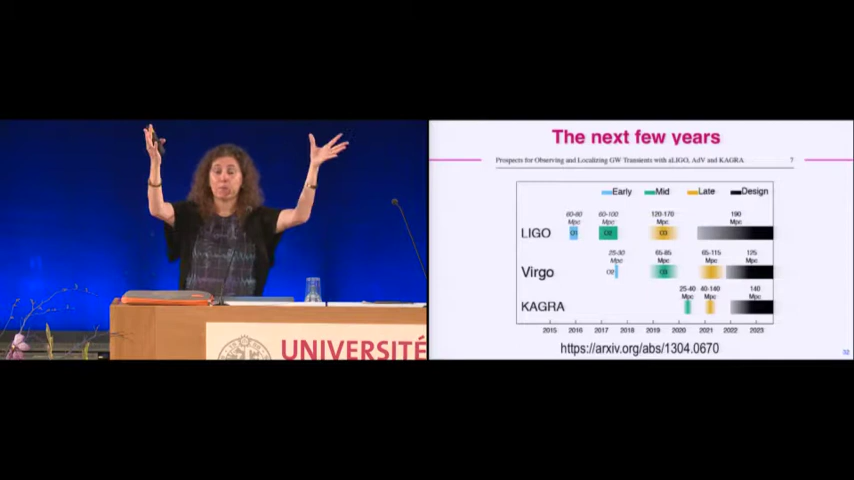 UNIVERSITÉ
The next few years
Prospects for Observing and Localizing GW Transients with aLIGO, AdV and KAGRA 7
Early Mid Late Design
60-80 Mpc 60-100 Mpc 120-170 Mpc 190 Mpc
LIGO O1 O2 O3
25-30 Mpc 65-85 Mpc 65-115 Mpc 125 Mpc
Virgo O2 O3
25-40 Mpc 40-140 Mpc 140 Mpc
KAGRA
2015 2016 2017 2018 2019 2020 2021 2022 2023
https://arxiv.org/abs/1304.0670
32